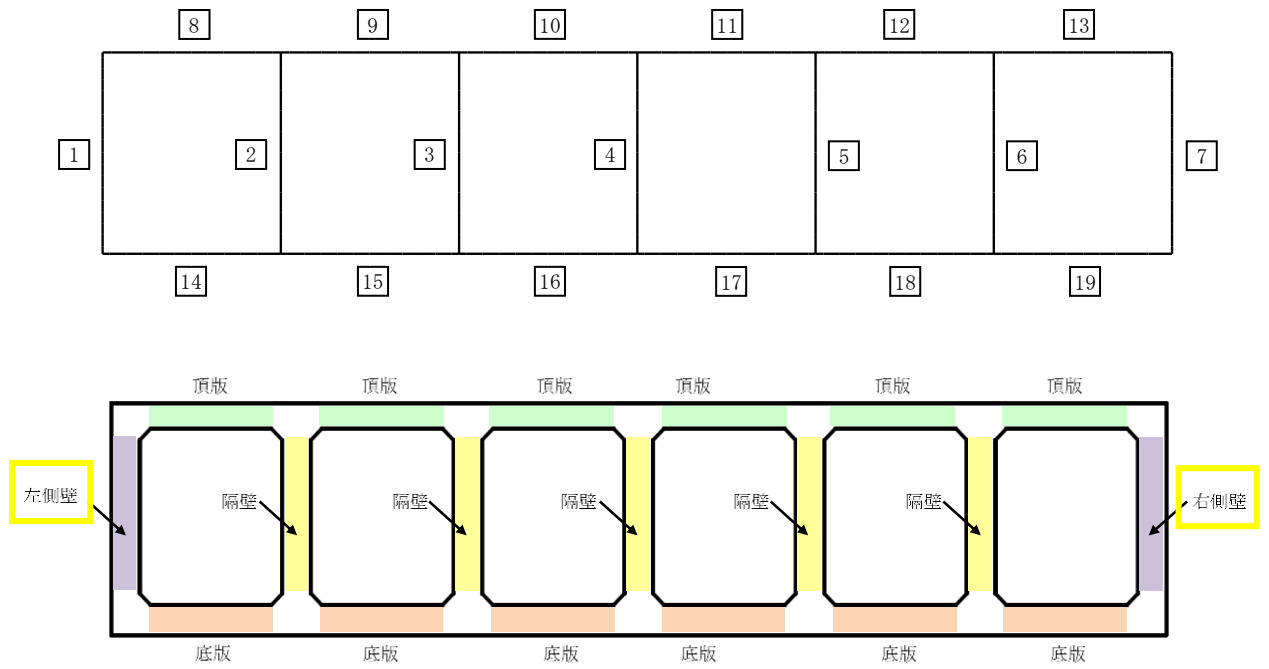 8 9 10 11 12 13
1 2 3 4 5 6 7
14 15 16 17 18 19
頂版 頂版 頂版 頂版 頂版 頂版
左側壁 隔壁 隔壁 隔壁 隔壁 隔壁 右側壁
底版 底版 底版 底版 底版 底版